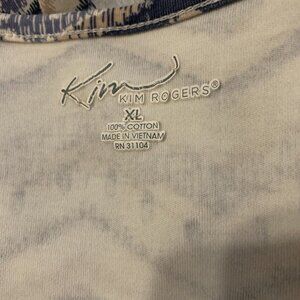 Kim
KIM ROGERS®
XL
100% COTTON
MADE IN VIETNAM
RN 31104